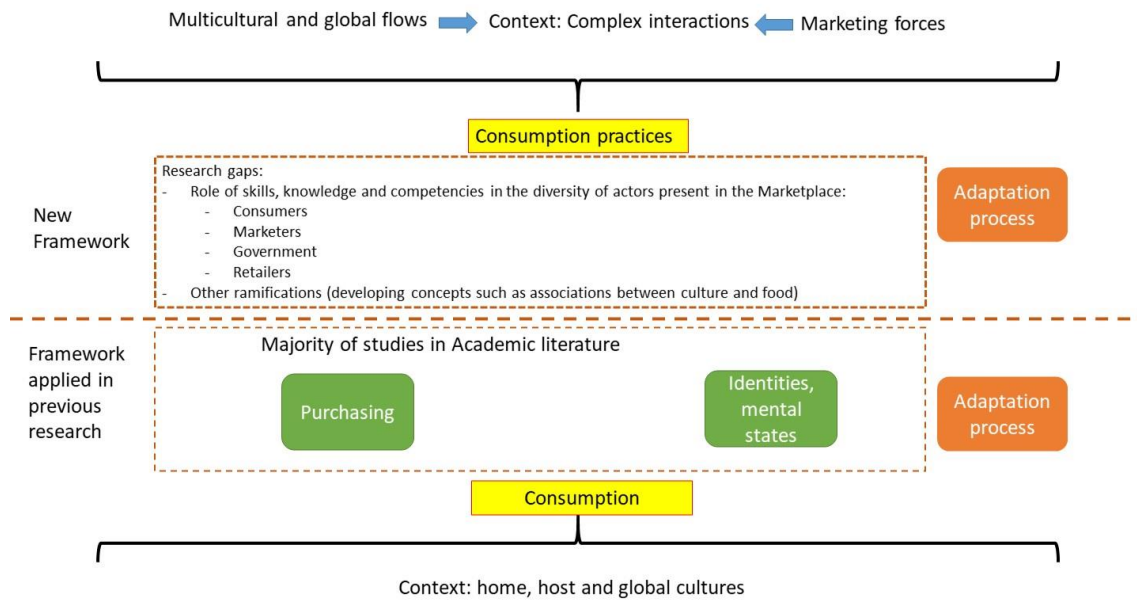 Multicultural and global flows
Context: Complex interactions
Marketing forces
Consumption practices
New
Framework
Research gaps:
- Role of skills, knowledge and competencies in the diversity of actors present in the Marketplace:
- Consumers
- Marketers
- Government
- Retailers
- Other ramifications (developing concepts such as associations between culture and food)
Adaptation
process
Framework
applied in
previous
research
Majority of studies in Academic literature
Purchasing
Identities,
mental
states
Adaptation
process
Consumption
Context: home, host and global cultures